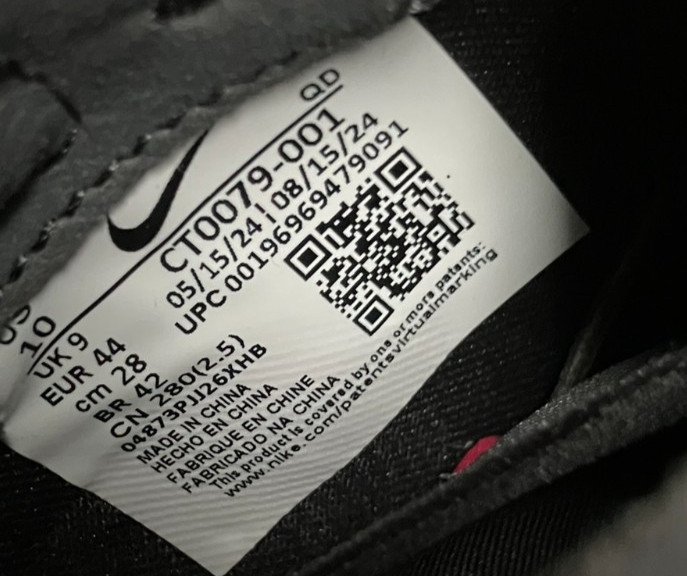 QD
CT0079-001
05/15/24 | 08/15/24
UPC 00196969479091
US
10
UK 9
EUR 44
cm 28
BR 42
CN 280(2.5)
04873PJJ26XHB
MADE IN CHINA
HECHO EN CHINA
FABRIQUE EN CHINE
FABRICADO NA CHINA
This product is covered by one or more patents:
www.nike.com/patentsvirtualmarking